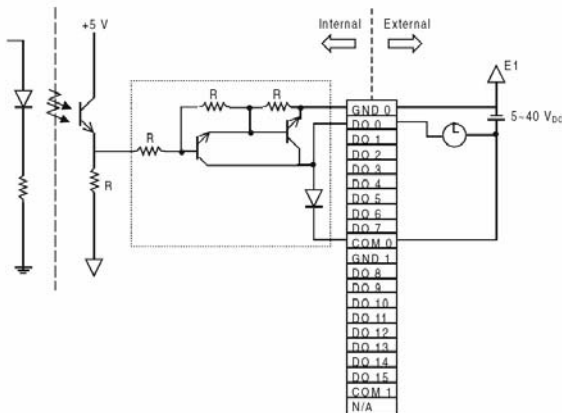 Internal
External
+5 V
E1
R
R
GND 0
5~40 VDC
DO 0
L
DO 1
R
DO 2
DO 3
DO 4
R
DO 5
DO 6
DO 7
COM 0
GND 1
DO 8
DO 9
DO 10
DO 11
DO 12
DO 13
DO 14
DO 15
COM 1
N/A